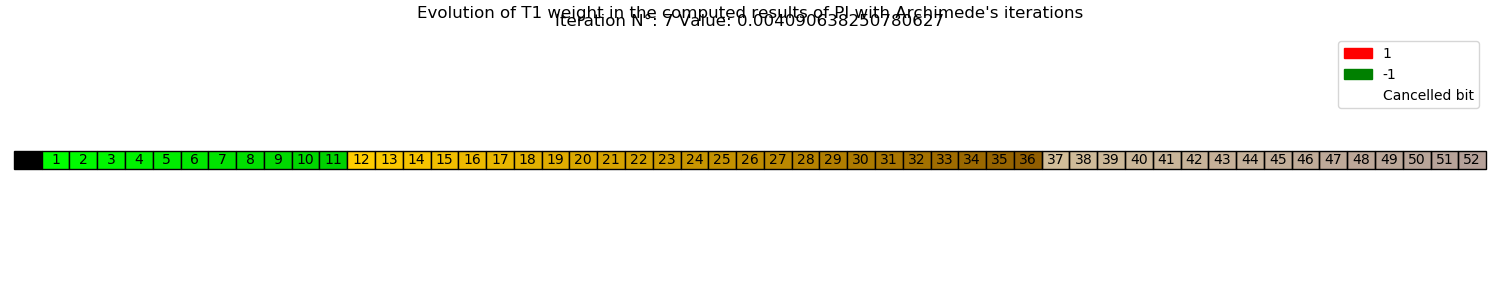 Evolution of T1 weight in the computed results of PI with Archimede's iterations
Iteration N°: 7 Value: 0.004090638250780627
1
-1
Cancelled bit
1 2 3 4 5 6 7 8 9 10 11 12 13 14 15 16 17 18 19 20 21 22 23 24 25 26 27 28 29 30 31 32 33 34 35 36 37 38 39 40 41 42 43 44 45 46 47 48 49 50 51 52